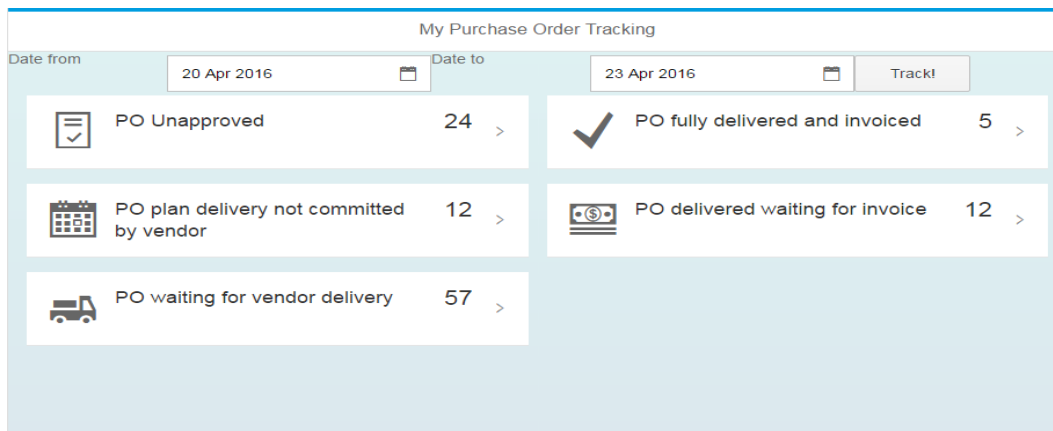 My Purchase Order Tracking
Date from
20 Apr 2016
Date to
23 Apr 2016
Track!
PO Unapproved
24
>
PO fully delivered and invoiced
5
>
PO plan delivery not committed
by vendor
12
>
PO delivered waiting for invoice
12
>
PO waiting for vendor delivery
57
>